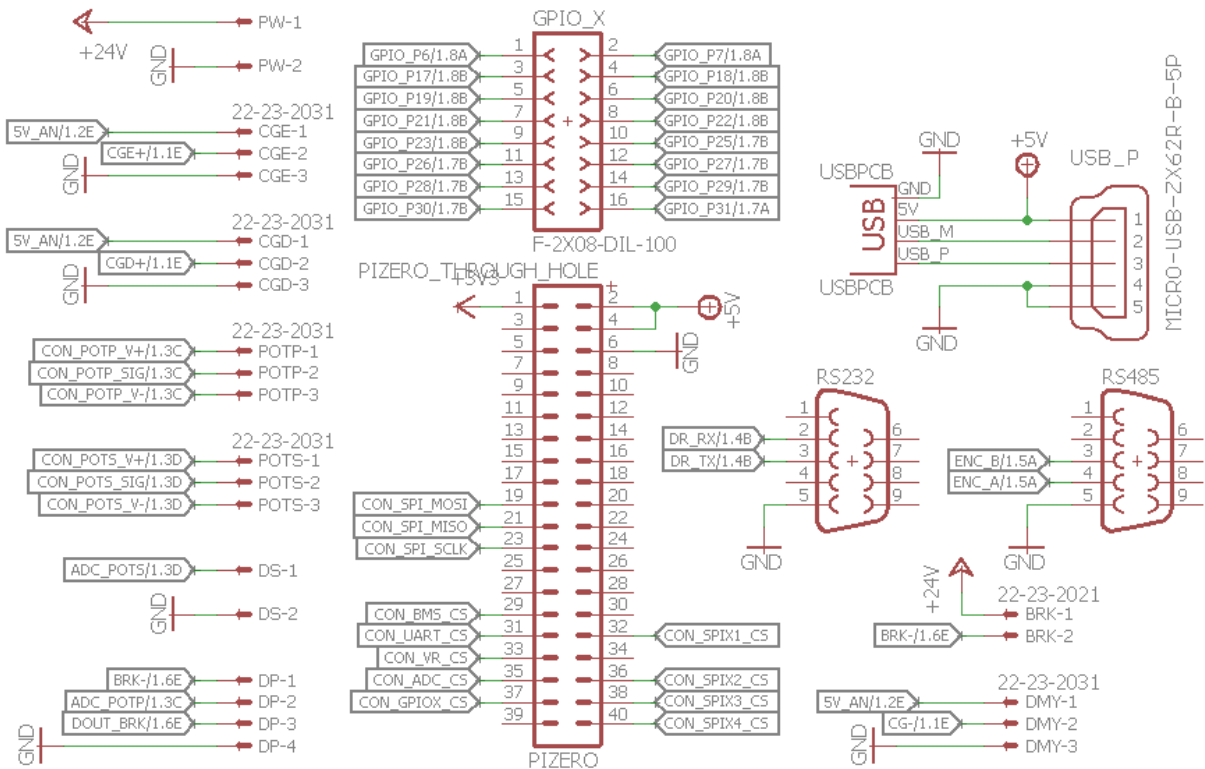 PW-1
+24V
GND
PW-2
22-23-2031
5V_AN/1.2E
CGE-1
CGE+/1.1E
CGE-2
GND
CGE-3
22-23-2031
5V_AN/1.2E
CGD-1
CGD+/1.1E
CGD-2
GND
CGD-3
22-23-2031
CON_POTP_V+/1.3C
POTP-1
CON_POTP_SIG/1.3C
POTP-2
CON_POTP_V-/1.3C
POTP-3
22-23-2031
CON_POTS_V+/1.3D
POTS-1
CON_POTS_SIG/1.3D
POTS-2
CON_POTS_V-/1.3D
POTS-3
ADC_POTS/1.3D
DS-1
GND
DS-2
BRK-/1.6E
DP-1
ADC_POTP/1.3C
DP-2
DOUT_BRK/1.6E
DP-3
GND
DP-4
GPIO_X
GPIO_P6/1.8A 1 2 GPIO_P7/1.8A
GPIO_P17/1.8B 3 4 GPIO_P18/1.8B
GPIO_P19/1.8B 5 6 GPIO_P20/1.8B
GPIO_P21/1.8B 7 8 GPIO_P22/1.8B
GPIO_P23/1.8B 9 10 GPIO_P25/1.7B
GPIO_P26/1.7B 11 12 GPIO_P27/1.7B
GPIO_P28/1.7B 13 14 GPIO_P29/1.7B
GPIO_P30/1.7B 15 16 GPIO_P31/1.7A
F-2X08-DIL-100
PIZERO_THROUGH_HOLE
+3V3
1 2 +5V
3 4
5 6 GND
7 8
9 10
11 12
13 14
15 16
17 18
CON_SPI_MOSI 19 20
CON_SPI_MISO 21 22
CON_SPI_SCLK 23 24
25 26
27 28
CON_BMS_CS 29 30
CON_UART_CS 31 32 CON_SPIX1_CS
CON_VR_CS 33 34
CON_ADC_CS 35 36 CON_SPIX2_CS
CON_GPIOX_CS 37 38 CON_SPIX3_CS
39 40 CON_SPIX4_CS
PIZERO
GND
+5V
USBPCB
USB
GND
5V
USB_M
USB_P
USBPCB
GND
USB_P
1
2
3
4
5
MICRO-USB-ZX62R-B-5P
RS232
1
DR_RX/1.4B 2 6
DR_TX/1.4B 3 7
4 8
5 9
GND
RS485
1
2 6
ENC_B/1.5A 3 7
ENC_A/1.5A 4 8
5 9
GND
+24V
22-23-2021
BRK-1
BRK-/1.6E
BRK-2
22-23-2031
5V_AN/1.2E
DMY-1
CG-/1.1E
DMY-2
GND
DMY-3